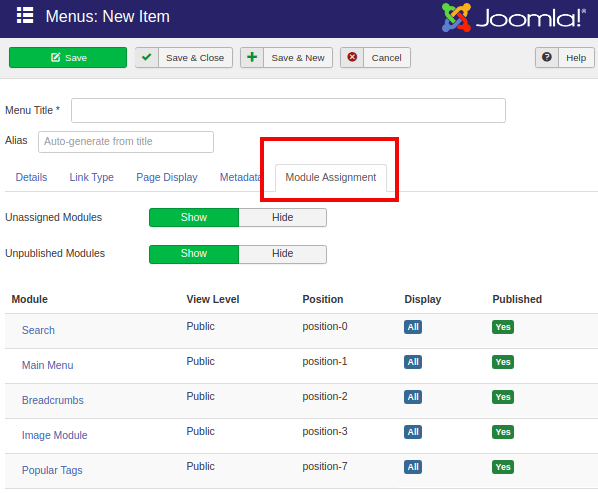 Menus: New Item
Joomla!®
Save Save & Close Save & New Cancel Help
Menu Title *
Alias Auto-generate from title
Details Link Type Page Display Metadata Module Assignment
Unassigned Modules Show Hide
Unpublished Modules Show Hide
Module View Level Position Display Published
Search Public position-0 All Yes
Main Menu Public position-1 All Yes
Breadcrumbs Public position-2 All Yes
Image Module Public position-3 All Yes
Popular Tags Public position-7 All Yes